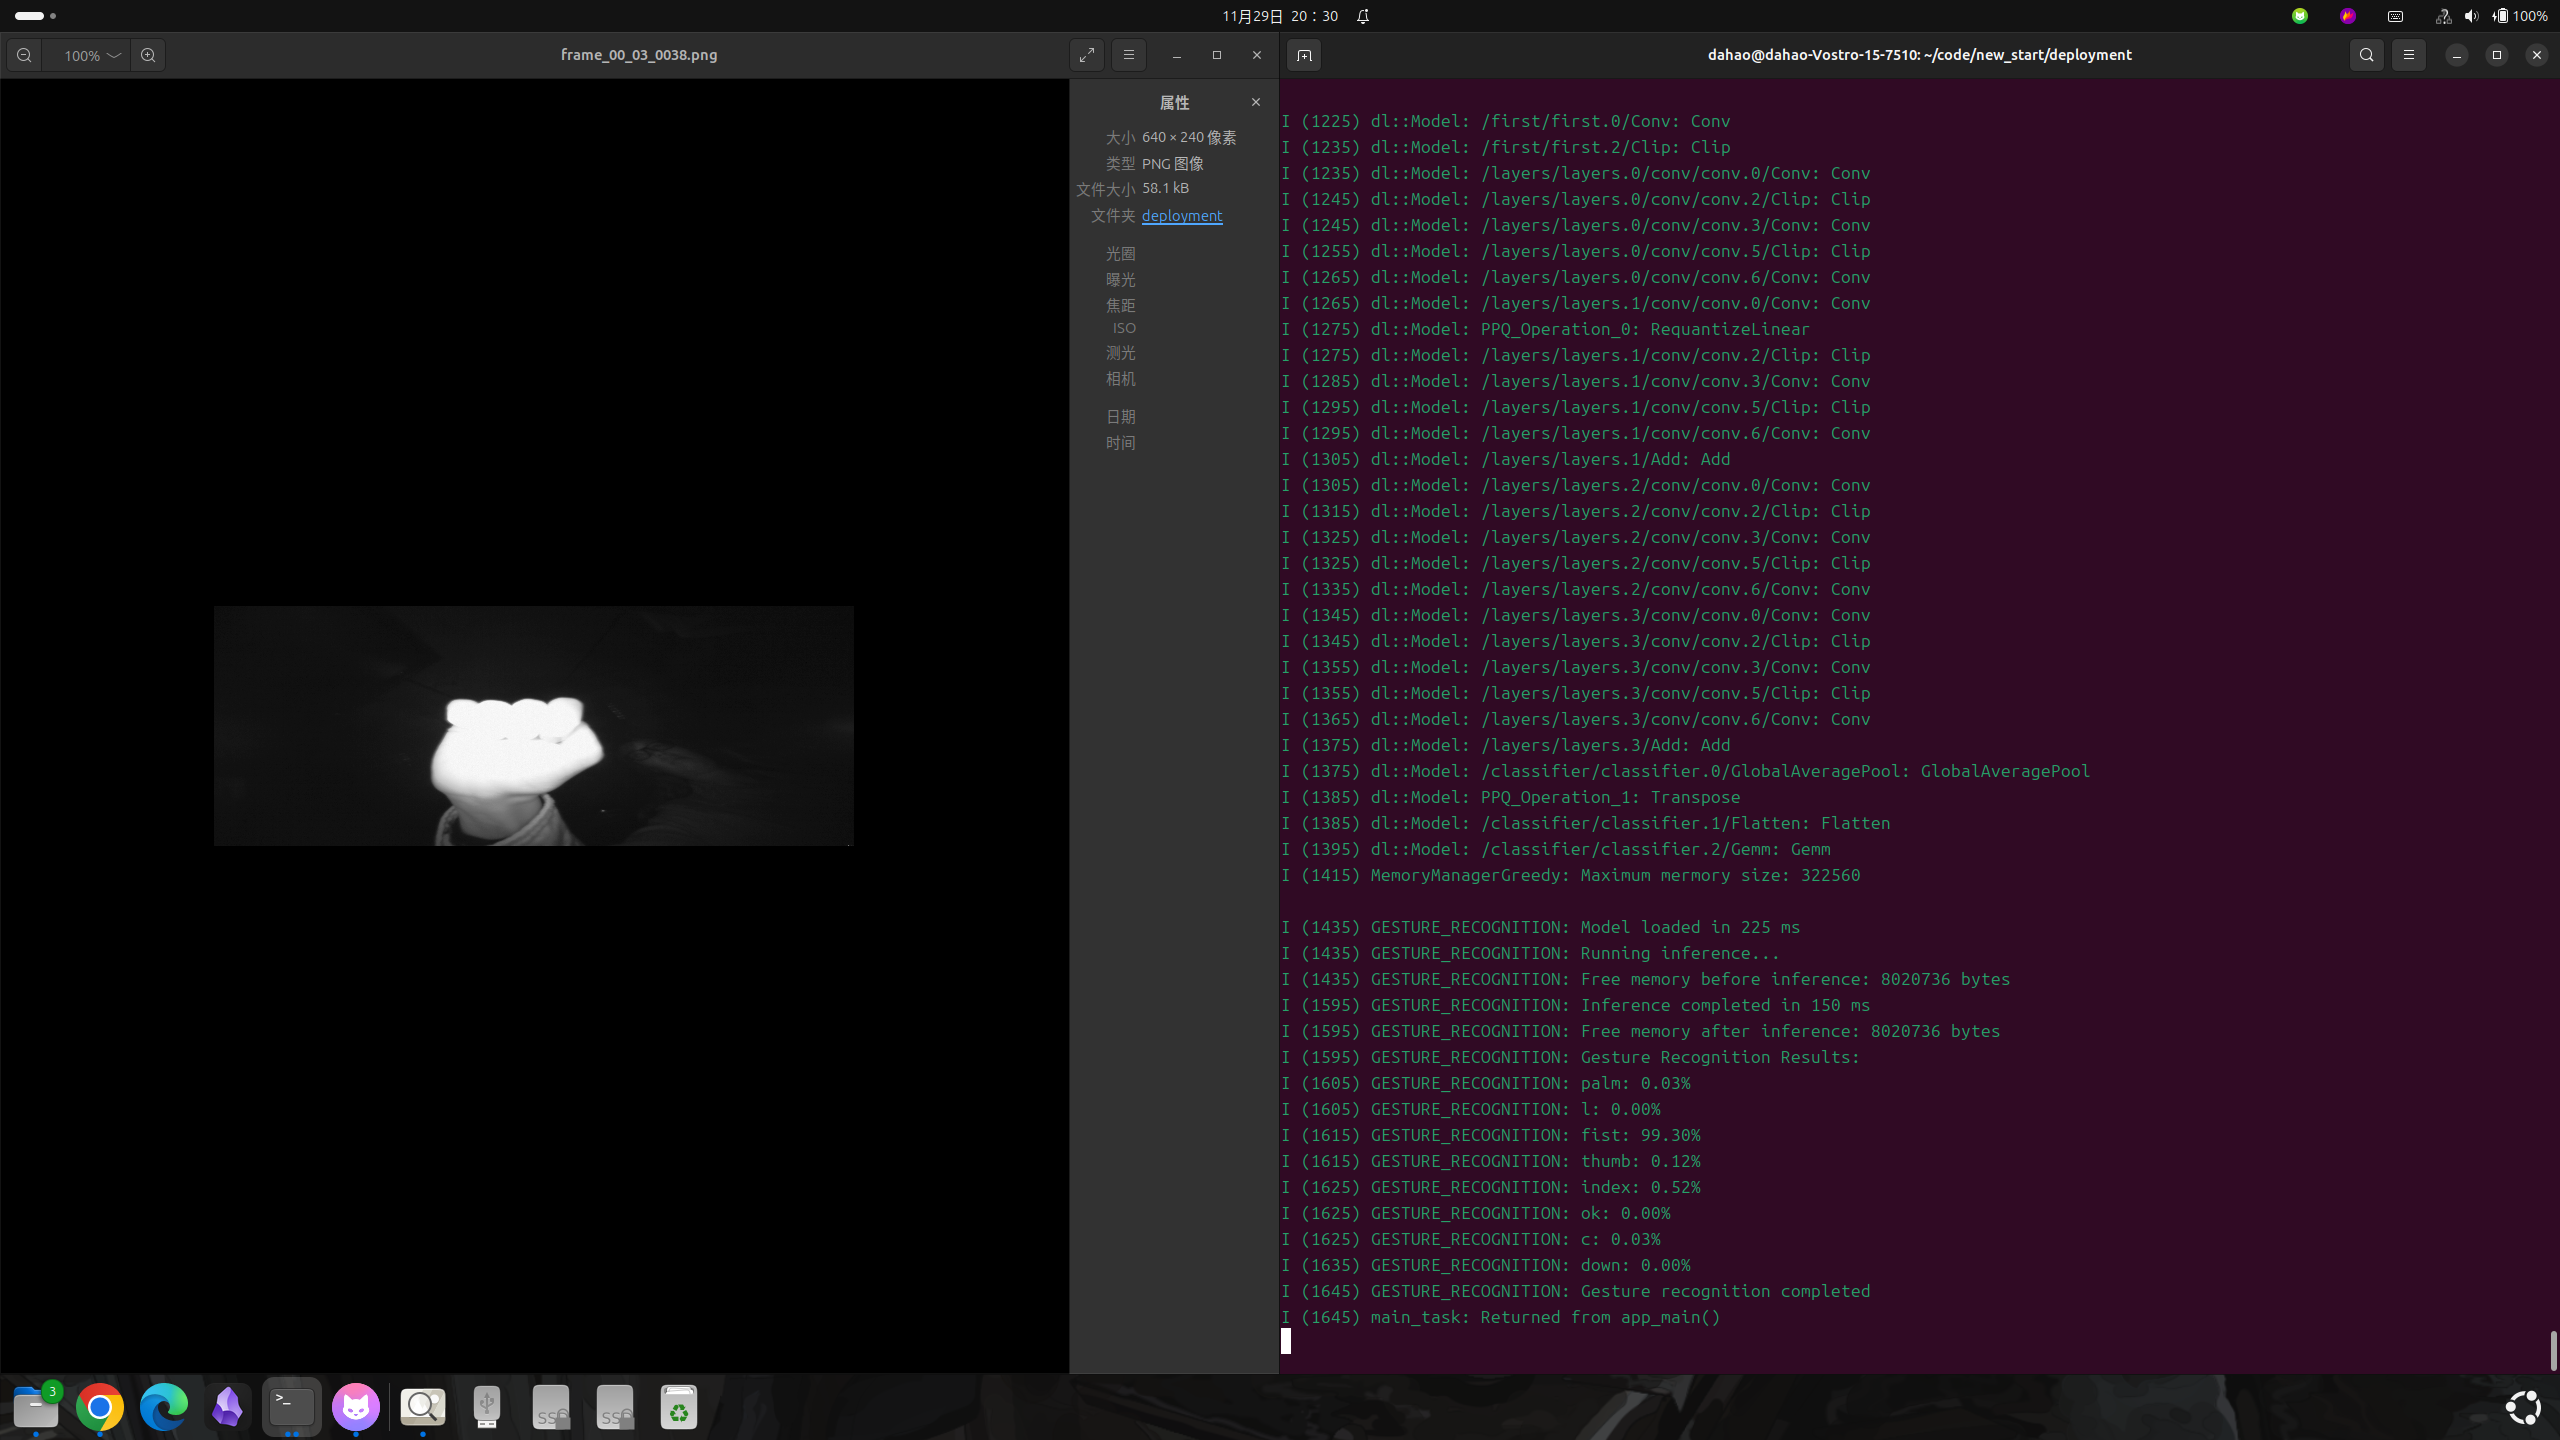 11月29日 20：30
100%
100%
frame_00_03_0038.png
dahao@dahao-Vostro-15-7510: ~/code/new_start/deployment
属性
大小 640 × 240 像素
类型 PNG 图像
文件大小 58.1 kB
文件夹 deployment
光圈
曝光
焦距
ISO
测光
相机
日期
时间
I (1225) dl::Model: /first/first.0/Conv: Conv
I (1235) dl::Model: /first/first.2/Clip: Clip
I (1235) dl::Model: /layers/layers.0/conv/conv.0/Conv: Conv
I (1245) dl::Model: /layers/layers.0/conv/conv.2/Clip: Clip
I (1245) dl::Model: /layers/layers.0/conv/conv.3/Conv: Conv
I (1255) dl::Model: /layers/layers.0/conv/conv.5/Clip: Clip
I (1265) dl::Model: /layers/layers.0/conv/conv.6/Conv: Conv
I (1265) dl::Model: /layers/layers.1/conv/conv.0/Conv: Conv
I (1275) dl::Model: PPQ_Operation_0: RequantizeLinear
I (1275) dl::Model: /layers/layers.1/conv/conv.2/Clip: Clip
I (1285) dl::Model: /layers/layers.1/conv/conv.3/Conv: Conv
I (1295) dl::Model: /layers/layers.1/conv/conv.5/Clip: Clip
I (1295) dl::Model: /layers/layers.1/conv/conv.6/Conv: Conv
I (1305) dl::Model: /layers/layers.1/Add: Add
I (1305) dl::Model: /layers/layers.2/conv/conv.0/Conv: Conv
I (1315) dl::Model: /layers/layers.2/conv/conv.2/Clip: Clip
I (1325) dl::Model: /layers/layers.2/conv/conv.3/Conv: Conv
I (1325) dl::Model: /layers/layers.2/conv/conv.5/Clip: Clip
I (1335) dl::Model: /layers/layers.2/conv/conv.6/Conv: Conv
I (1345) dl::Model: /layers/layers.3/conv/conv.0/Conv: Conv
I (1345) dl::Model: /layers/layers.3/conv/conv.2/Clip: Clip
I (1355) dl::Model: /layers/layers.3/conv/conv.3/Conv: Conv
I (1355) dl::Model: /layers/layers.3/conv/conv.5/Clip: Clip
I (1365) dl::Model: /layers/layers.3/conv/conv.6/Conv: Conv
I (1375) dl::Model: /layers/layers.3/Add: Add
I (1375) dl::Model: /classifier/classifier.0/GlobalAveragePool: GlobalAveragePool
I (1385) dl::Model: PPQ_Operation_1: Transpose
I (1385) dl::Model: /classifier/classifier.1/Flatten: Flatten
I (1395) dl::Model: /classifier/classifier.2/Gemm: Gemm
I (1415) MemoryManagerGreedy: Maximum mermory size: 322560
I (1435) GESTURE_RECOGNITION: Model loaded in 225 ms
I (1435) GESTURE_RECOGNITION: Running inference...
I (1435) GESTURE_RECOGNITION: Free memory before inference: 8020736 bytes
I (1595) GESTURE_RECOGNITION: Inference completed in 150 ms
I (1595) GESTURE_RECOGNITION: Free memory after inference: 8020736 bytes
I (1595) GESTURE_RECOGNITION: Gesture Recognition Results:
I (1605) GESTURE_RECOGNITION: palm: 0.03%
I (1605) GESTURE_RECOGNITION: l: 0.00%
I (1615) GESTURE_RECOGNITION: fist: 99.30%
I (1615) GESTURE_RECOGNITION: thumb: 0.12%
I (1625) GESTURE_RECOGNITION: index: 0.52%
I (1625) GESTURE_RECOGNITION: ok: 0.00%
I (1625) GESTURE_RECOGNITION: c: 0.03%
I (1635) GESTURE_RECOGNITION: down: 0.00%
I (1645) GESTURE_RECOGNITION: Gesture recognition completed
I (1645) main_task: Returned from app_main()
3
SS
SS